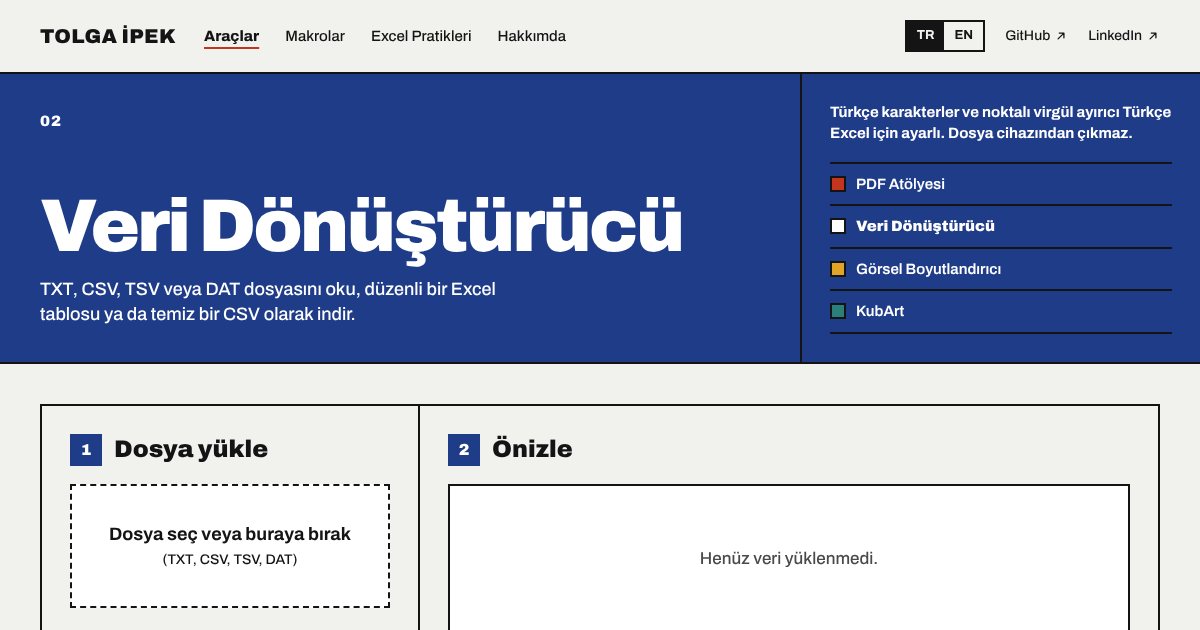 TOLGA İPEK
Araçlar
Makrolar
Excel Pratikleri
Hakkımda
TR
EN
GitHub ↗
LinkedIn ↗
02
Veri Dönüştürücü
TXT, CSV, TSV veya DAT dosyasını oku, düzenli bir Excel
tablosu ya da temiz bir CSV olarak indir.
Türkçe karakterler ve noktalı virgül ayırıcı Türkçe
Excel için ayarlı. Dosya cihazından çıkmaz.
PDF Atölyesi
Veri Dönüştürücü
Görsel Boyutlandırıcı
KubArt
1 Dosya yükle
Dosya seç veya buraya bırak
(TXT, CSV, TSV, DAT)
2 Önizle
Henüz veri yüklenmedi.